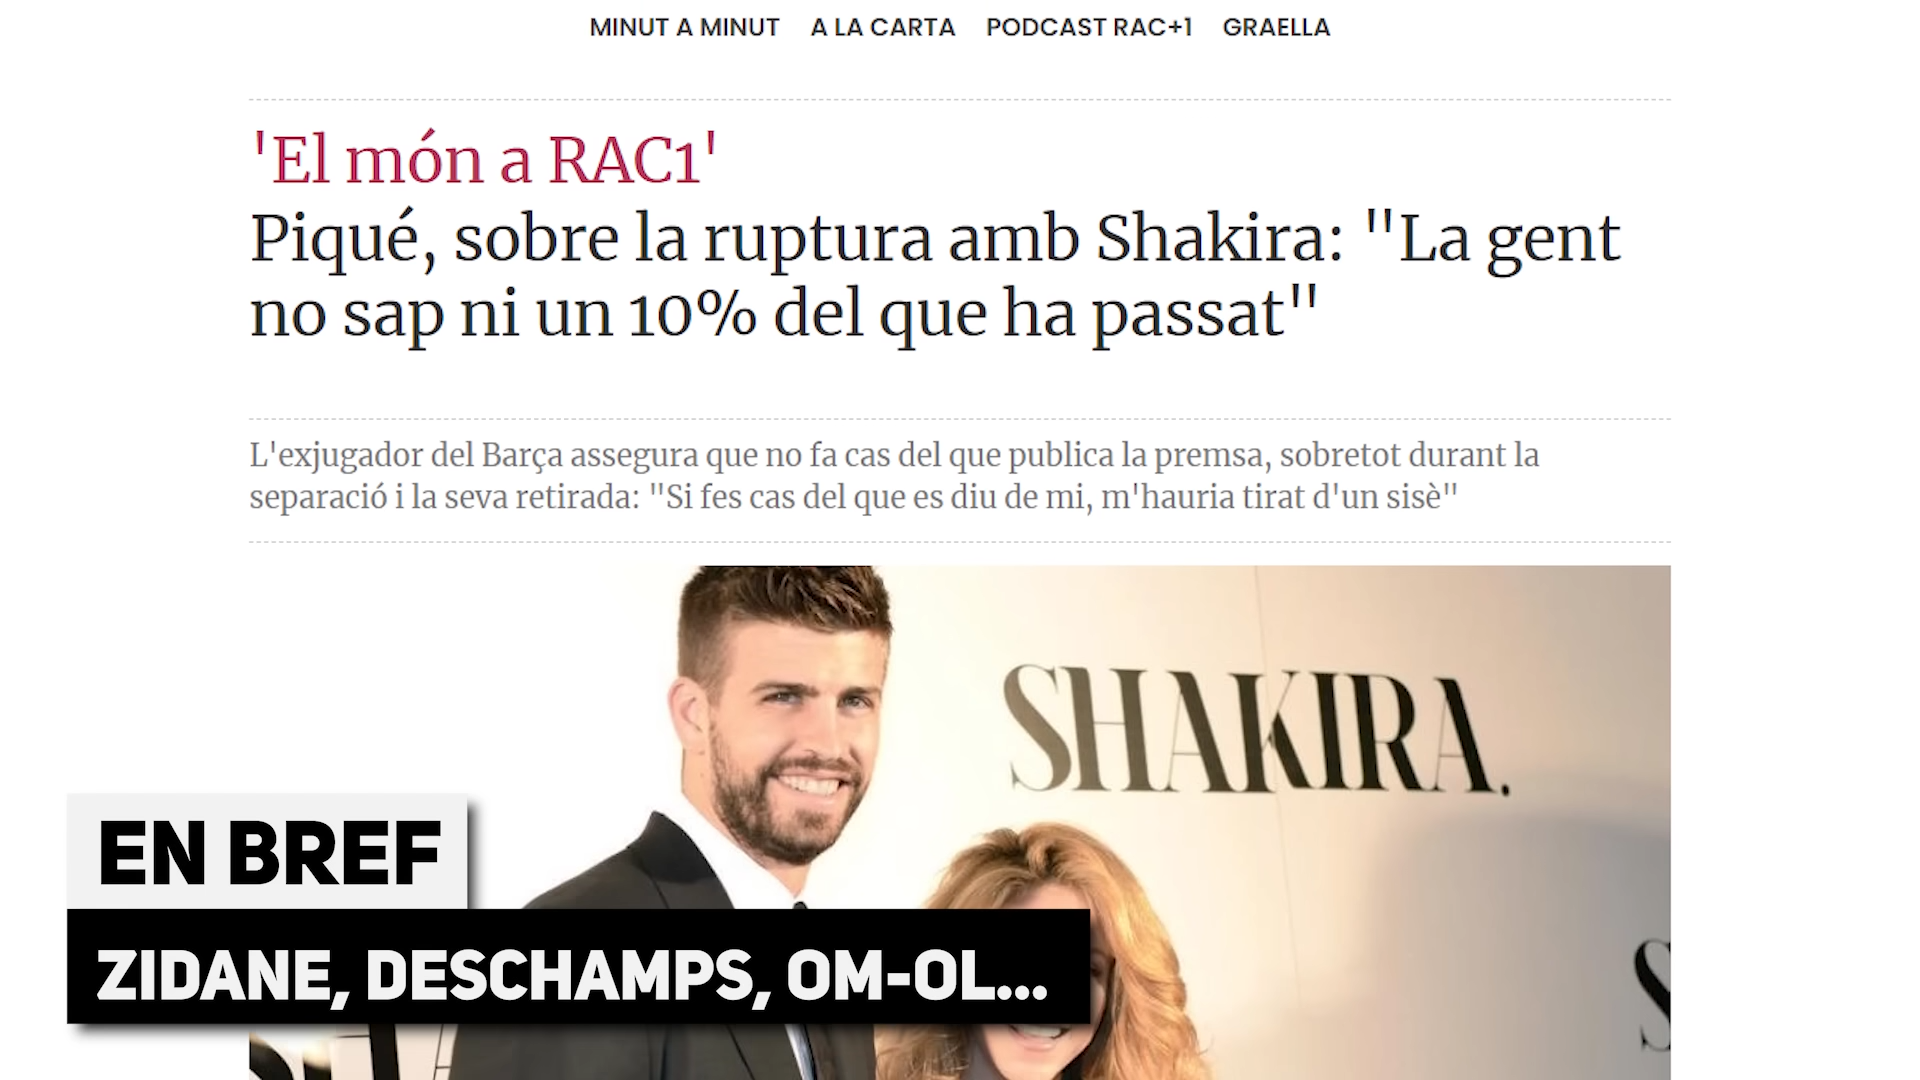 MINUT A MINUT A LA CARTA PODCAST RAC+1 GRAELLA
'El món a RAC1'
Piqué, sobre la ruptura amb Shakira: "La gent
no sap ni un 10% del que ha passat"
L'exjugador del Barça assegura que no fa cas del que publica la premsa, sobretot durant la
separació i la seva retirada: "Si fes cas del que es diu de mi, m'hauria tirat d'un sisè"
SHAKIRA.
EN BREF
ZIDANE, DESCHAMPS, OM-OL...